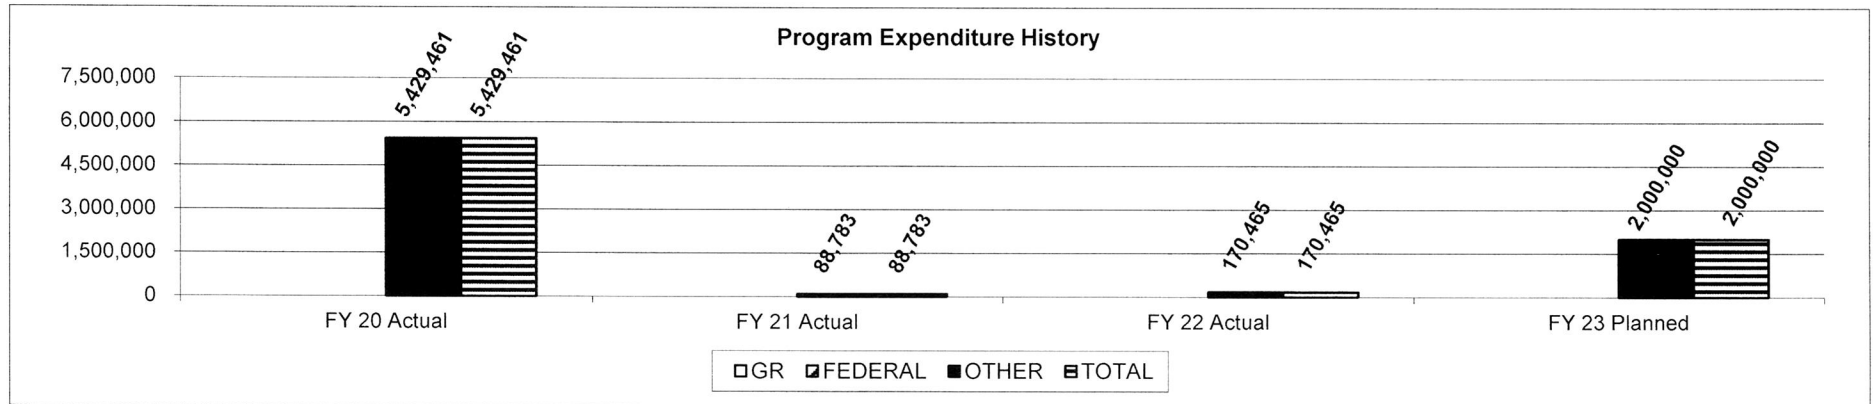 Program Expenditure History
7,500,000
6,000,000
4,500,000
3,000,000
1,500,000
0
5,429,461
5,429,461
88,783
88,783
170,465
170,465
2,000,000
2,000,000
FY 20 Actual
FY 21 Actual
FY 22 Actual
FY 23 Planned
GR FEDERAL OTHER TOTAL